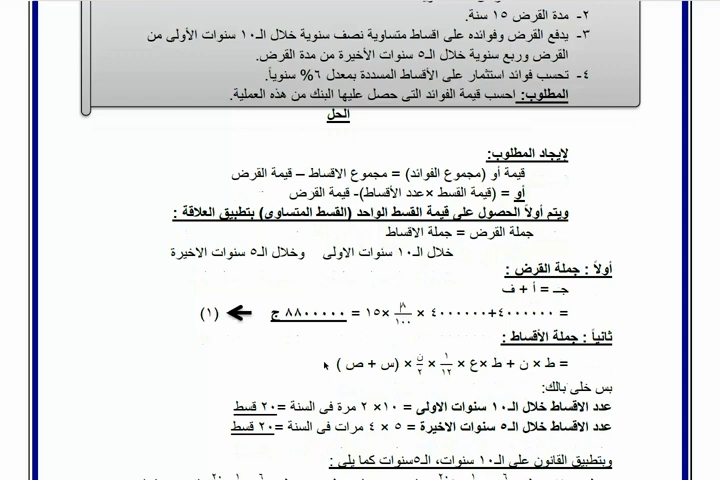 ٢- مدة القرض ١٥ سنة.
٣- يدفع القرض وفوائده على اقساط متساوية نصف سنوية خلال الـ١٠ سنوات الأولى من
القرض وربع سنوية خلال الـ٥ سنوات الأخيرة من مدة القرض.
٤- تحسب فوائد استثمار على الأقساط المسددة بمعدل ٦% سنوياً.
المطلوب: احسب قيمة الفوائد التى حصل عليها البنك من هذه العملية.
الحل
لايجاد المطلوب:
قيمة أو (مجموع الفوائد) = مجموع الاقساط – قيمة القرض
أو = (قيمة القسط ×عدد الأقساط)- قيمة القرض
ويتم أولاً الحصول على قيمة القسط الواحد (القسط المتساوى) بتطبيق العلاقة :
جملة القرض = جملة الاقساط
خلال الـ١٠ سنوات الاولى وخلال الـ٥ سنوات الاخيرة
أولاً : جملة القرض :
جـ = أ + ف
= ٤٠٠٠٠٠٠+٤٠٠٠٠٠٠ × ٨/١٠٠ ×١٥ = ٨٨٠٠٠٠٠ ج (١)
ثانياً : جملة الأقساط :
= ط × ن + ط ×ع × ١/١٢ × ن/٢ × (س + ص )
بس خلى بالك:
عدد الاقساط خلال الـ١٠ سنوات الاولى = ١٠× ٢ مرة فى السنة =٢٠ قسط
عدد الاقساط خلال الـ٥ سنوات الاخيرة = ٥ × ٤ مرات فى السنة =٢٠ قسط
وبتطبيق القانون على الـ١٠ سنوات، الـ٥سنوات كما يلى :